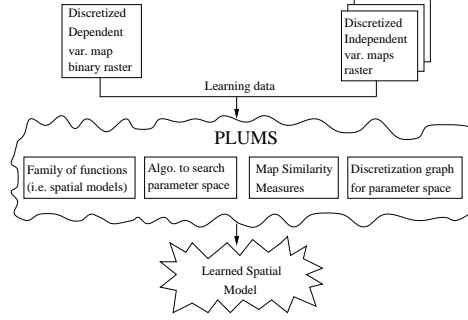 Discretized
Dependent
var. map
binary raster
Discretized
Independent
var. maps
raster
Learning data
PLUMS
Family of functions
(i.e. spatial models)
Algo. to search
parameter space
Map Similarity
Measures
Discretization graph
for parameter space
Learned Spatial
Model